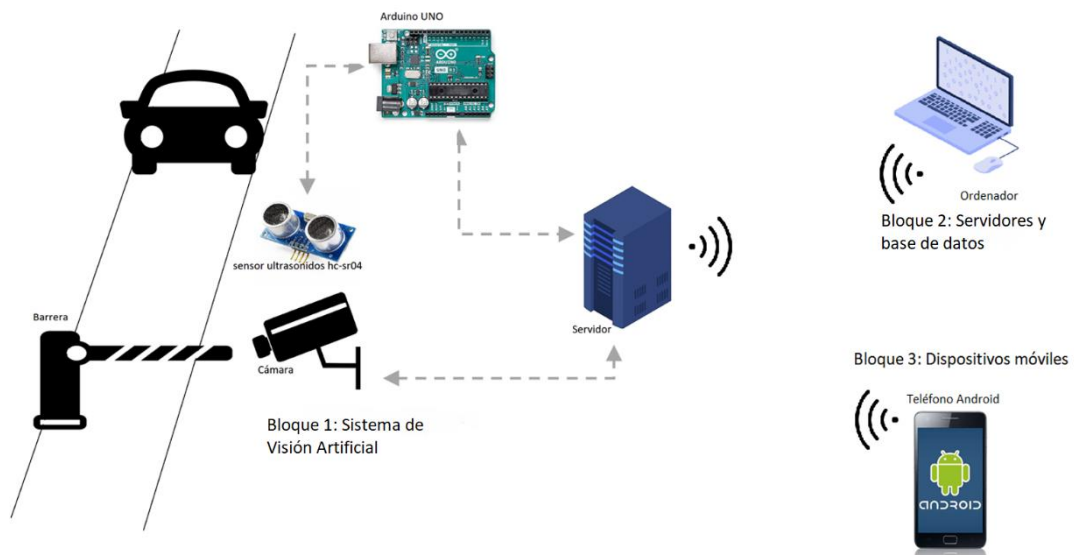 Arduino UNO
sensor ultrasonidos hc-sr04
Barrera
Cámara
Bloque 1: Sistema de
Visión Artificial
Servidor
Ordenador
Bloque 2: Servidores y
base de datos
Bloque 3: Dispositivos móviles
Teléfono Android
ANDROID